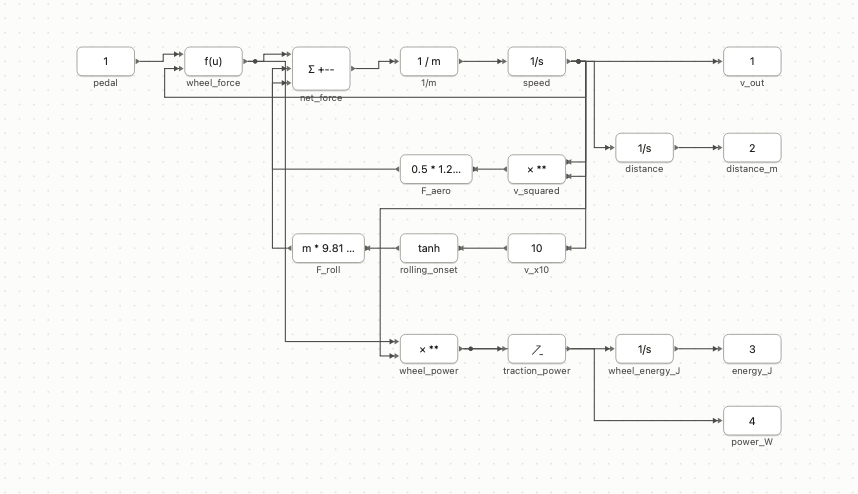 1
pedal
f(u)
wheel_force
Σ +--
net_force
1 / m
1/m
1/s
speed
1
v_out
1/s
distance
2
distance_m
0.5 * 1.2...
F_aero
× **
v_squared
m * 9.81 ...
F_roll
tanh
rolling_onset
10
v_x10
× **
wheel_power
traction_power
1/s
wheel_energy_J
3
energy_J
4
power_W